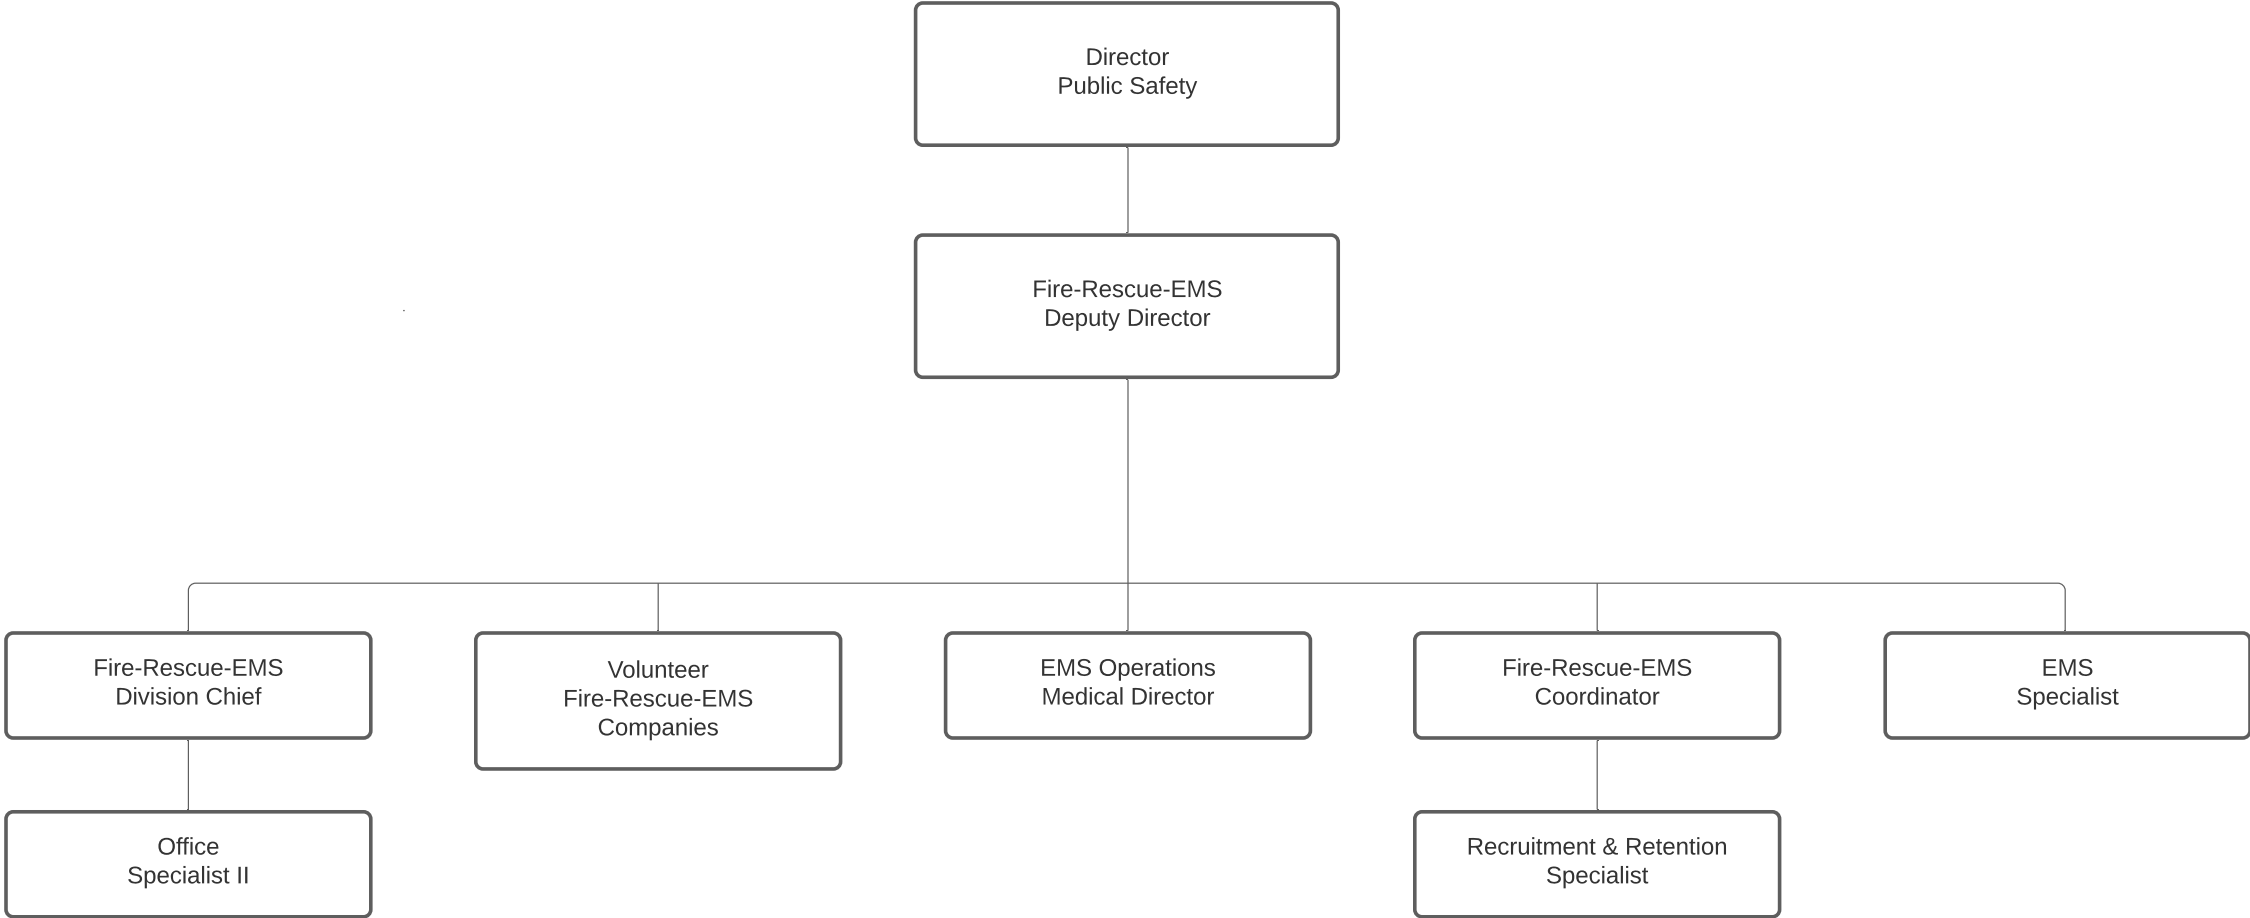 Director
Public Safety
Fire-Rescue-EMS
Deputy Director
Fire-Rescue-EMS
Division Chief
Volunteer
Fire-Rescue-EMS
Companies
EMS Operations
Medical Director
Fire-Rescue-EMS
Coordinator
EMS
Specialist
Office
Specialist II
Recruitment & Retention
Specialist